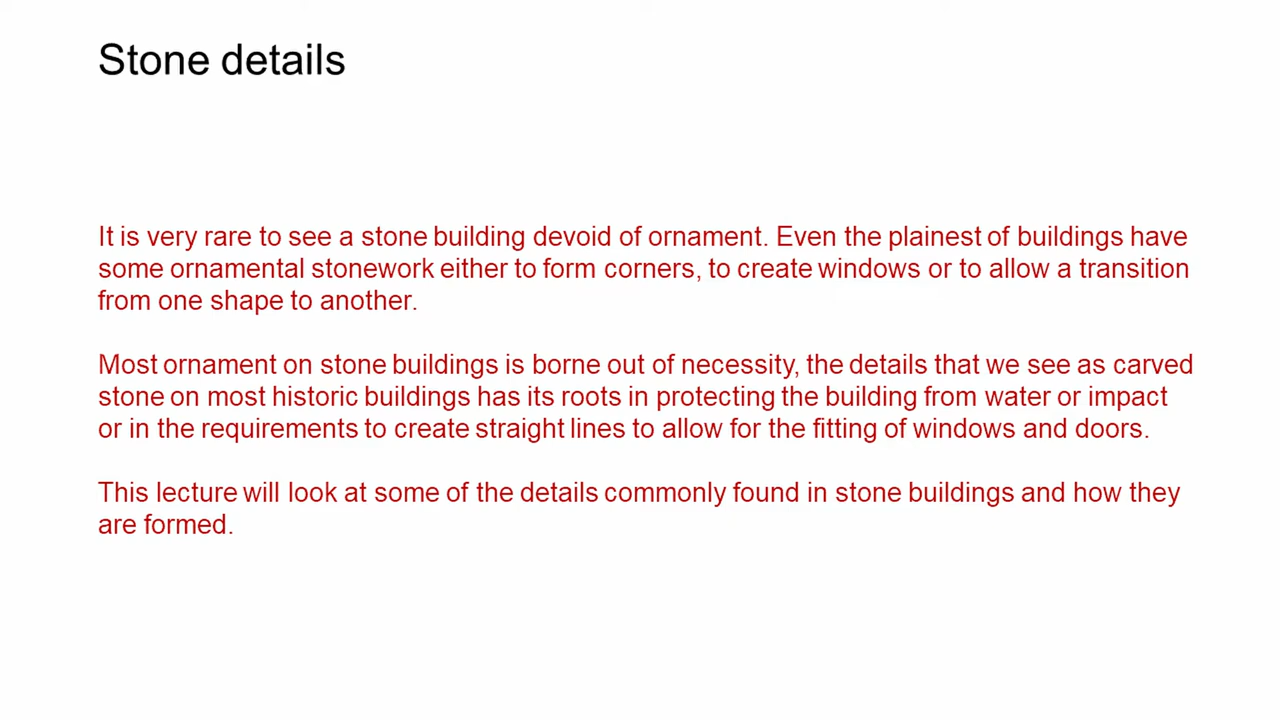 Stone details
It is very rare to see a stone building devoid of ornament. Even the plainest of buildings have
some ornamental stonework either to form corners, to create windows or to allow a transition
from one shape to another.
Most ornament on stone buildings is borne out of necessity, the details that we see as carved
stone on most historic buildings has its roots in protecting the building from water or impact
or in the requirements to create straight lines to allow for the fitting of windows and doors.
This lecture will look at some of the details commonly found in stone buildings and how they
are formed.